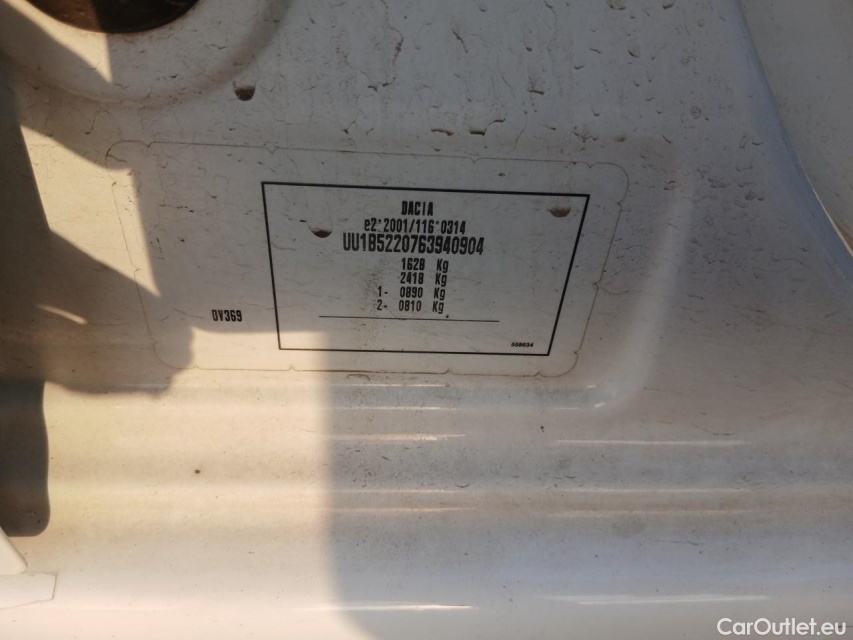 DACIA
e2*2001/116*0314
UU1B5220763940904
1628 Kg
2418 Kg
1- 0890 Kg
2- 0810 Kg
OV369
558634
CarOutlet.eu